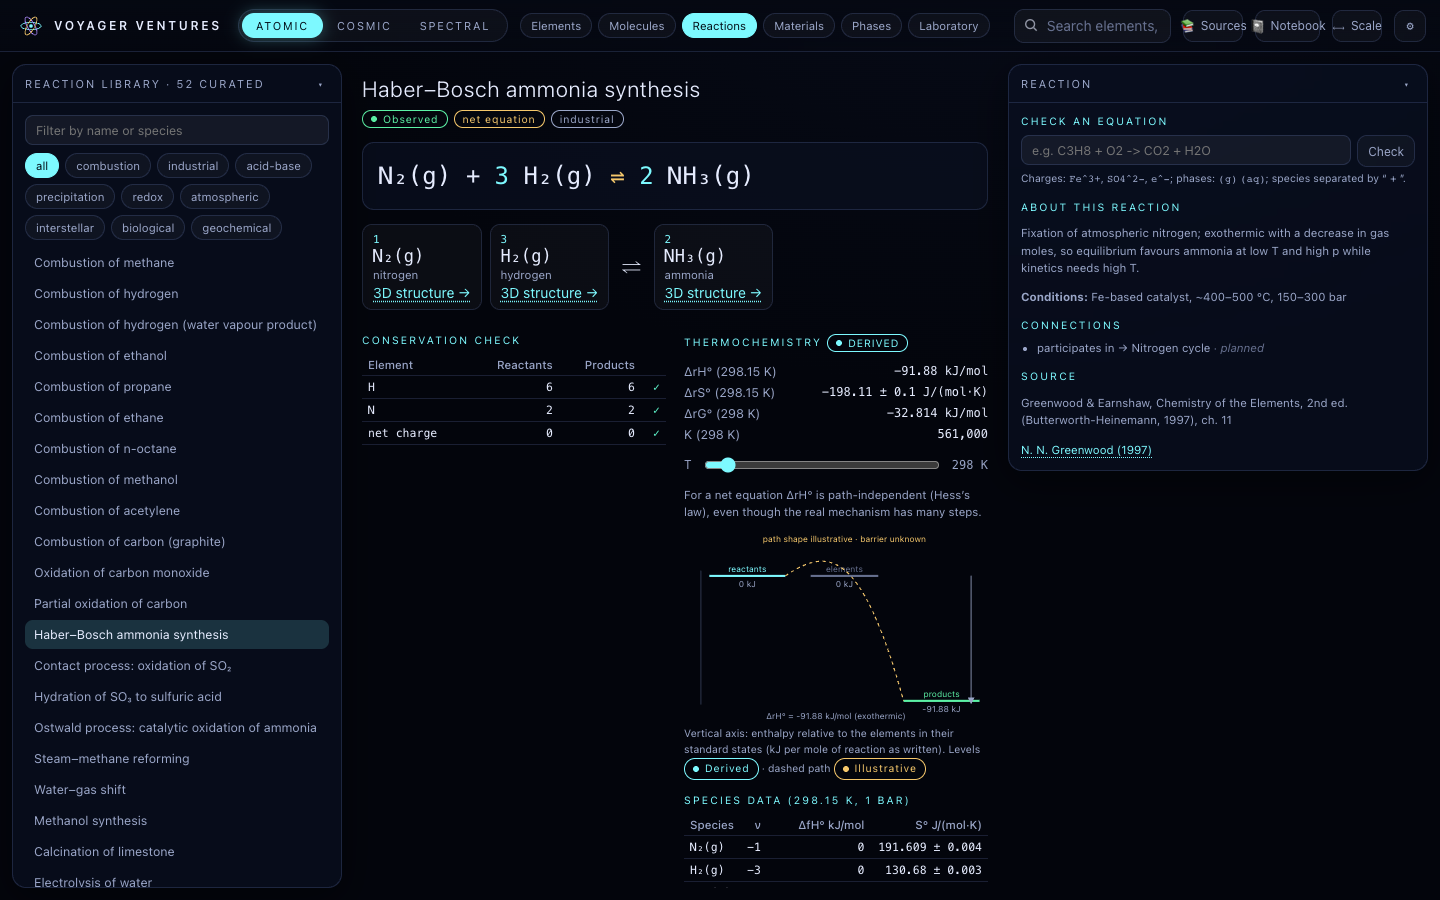 VOYAGER VENTURES
ATOMIC COSMIC SPECTRAL
Elements Molecules Reactions Materials Phases Laboratory
Search elements,
Sources Notebook Scale
REACTION LIBRARY · 52 CURATED
Filter by name or species
all combustion industrial acid-base
precipitation redox atmospheric
interstellar biological geochemical
Combustion of methane
Combustion of hydrogen
Combustion of hydrogen (water vapour product)
Combustion of ethanol
Combustion of propane
Combustion of ethane
Combustion of n-octane
Combustion of methanol
Combustion of acetylene
Combustion of carbon (graphite)
Oxidation of carbon monoxide
Partial oxidation of carbon
Haber–Bosch ammonia synthesis
Contact process: oxidation of SO₂
Hydration of SO₃ to sulfuric acid
Ostwald process: catalytic oxidation of ammonia
Steam–methane reforming
Water–gas shift
Methanol synthesis
Calcination of limestone
Electrolysis of water
Haber–Bosch ammonia synthesis
Observed net equation industrial
N₂(g) + 3 H₂(g) ⇌ 2 NH₃(g)
1
N₂(g)
nitrogen
3D structure →
3
H₂(g)
hydrogen
3D structure →
⇌
2
NH₃(g)
ammonia
3D structure →
CONSERVATION CHECK
Element Reactants Products
H 6 6 ✓
N 2 2 ✓
net charge 0 0 ✓
THERMOCHEMISTRY DERIVED
ΔrH° (298.15 K) −91.88 kJ/mol
ΔrS° (298.15 K) −198.11 ± 0.1 J/(mol·K)
ΔrG° (298 K) −32.814 kJ/mol
K (298 K) 561,000
T 298 K
For a net equation ΔrH° is path-independent (Hess's
law), even though the real mechanism has many steps.
path shape illustrative · barrier unknown
reactants elements
0 kJ 0 kJ
products
-91.88 kJ
ΔrH° = -91.88 kJ/mol (exothermic)
Vertical axis: enthalpy relative to the elements in their
standard states (kJ per mole of reaction as written). Levels
Derived · dashed path Illustrative
SPECIES DATA (298.15 K, 1 BAR)
Species ν ΔfH° kJ/mol S° J/(mol·K)
N₂(g) −1 0 191.609 ± 0.004
H₂(g) −3 0 130.68 ± 0.003
REACTION
CHECK AN EQUATION
e.g. C3H8 + O2 -> CO2 + H2O Check
Charges: Fe^3+, SO4^2−, e^−; phases: (g) (aq); species separated by " + ".
ABOUT THIS REACTION
Fixation of atmospheric nitrogen; exothermic with a decrease in gas
moles, so equilibrium favours ammonia at low T and high p while
kinetics needs high T.
Conditions: Fe-based catalyst, ~400–500 °C, 150–300 bar
CONNECTIONS
• participates in → Nitrogen cycle · planned
SOURCE
Greenwood & Earnshaw, Chemistry of the Elements, 2nd ed.
(Butterworth-Heinemann, 1997), ch. 11
N. N. Greenwood (1997)